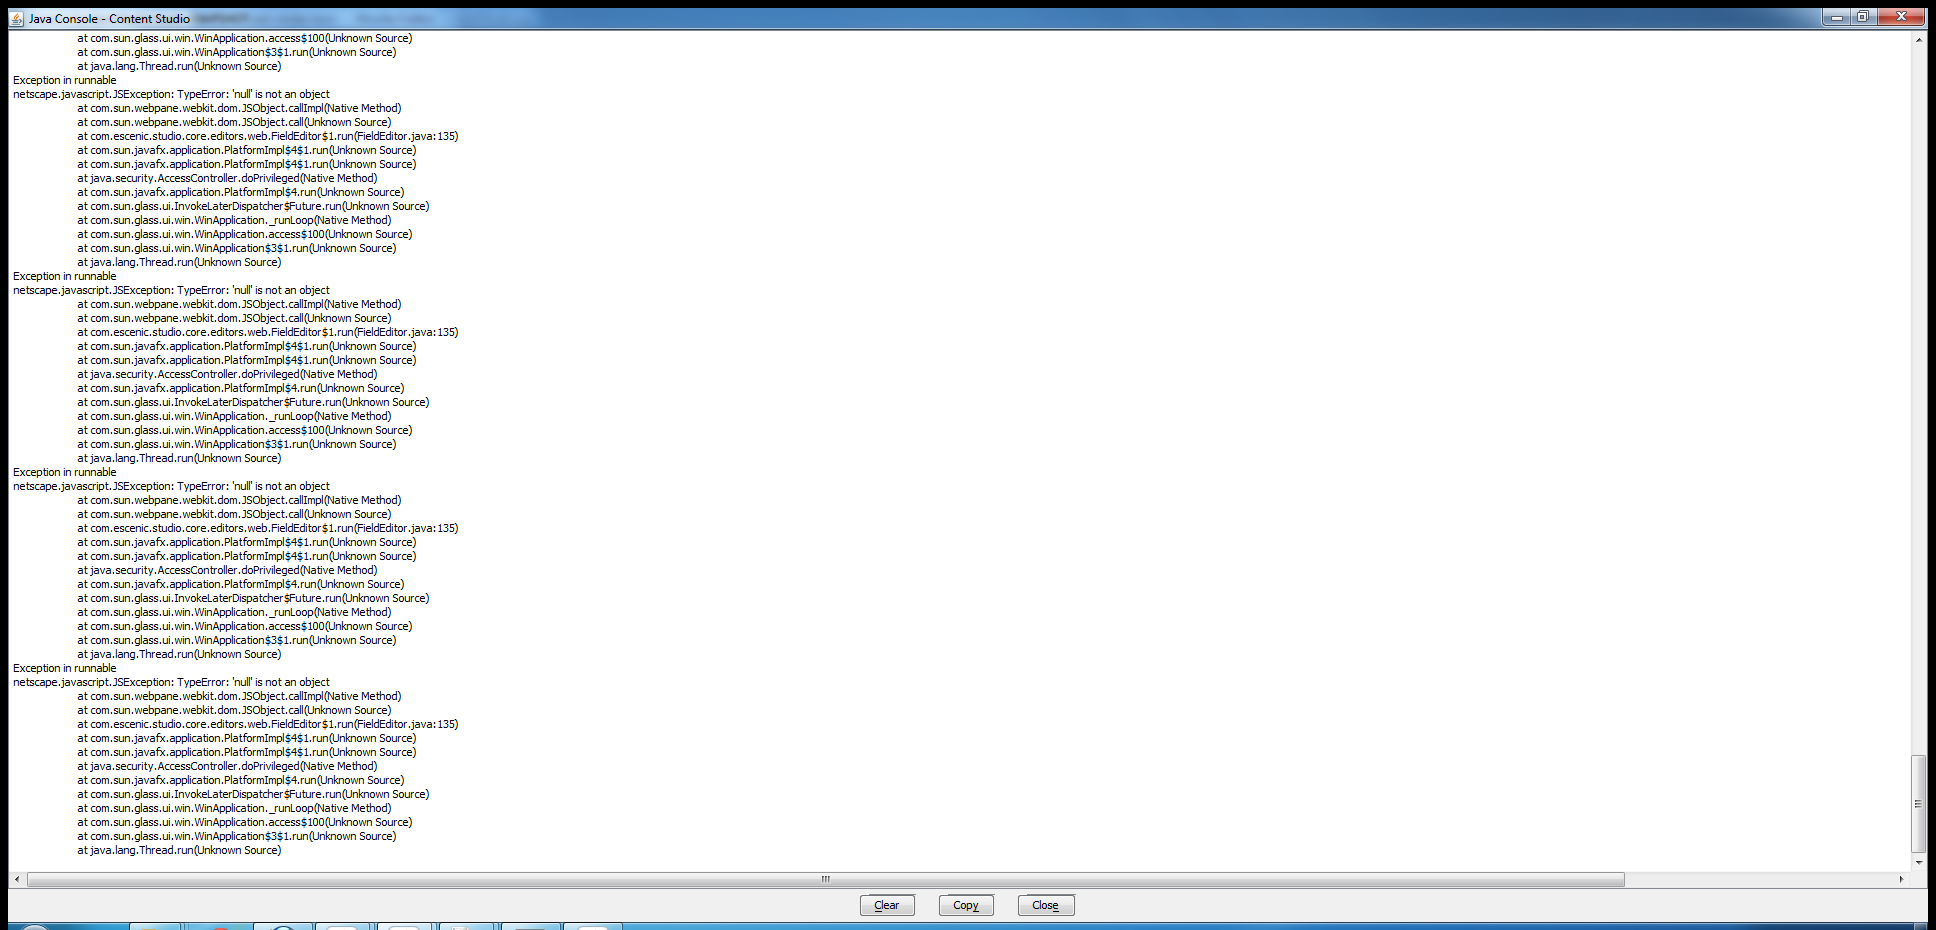 Java Console - Content Studio
at com.sun.glass.ui.win.WinApplication.access$100(Unknown Source)
at com.sun.glass.ui.win.WinApplication$3$1.run(Unknown Source)
at java.lang.Thread.run(Unknown Source)
Exception in runnable
netscape.javascript.JSException: TypeError: 'null' is not an object
at com.sun.webpane.webkit.dom.JSObject.callImpl(Native Method)
at com.sun.webpane.webkit.dom.JSObject.call(Unknown Source)
at com.escenic.studio.core.editors.web.FieldEditor$1.run(FieldEditor.java:135)
at com.sun.javafx.application.PlatformImpl$4$1.run(Unknown Source)
at com.sun.javafx.application.PlatformImpl$4$1.run(Unknown Source)
at java.security.AccessController.doPrivileged(Native Method)
at com.sun.javafx.application.PlatformImpl$4.run(Unknown Source)
at com.sun.glass.ui.InvokeLaterDispatcher$Future.run(Unknown Source)
at com.sun.glass.ui.win.WinApplication._runLoop(Native Method)
at com.sun.glass.ui.win.WinApplication.access$100(Unknown Source)
at com.sun.glass.ui.win.WinApplication$3$1.run(Unknown Source)
at java.lang.Thread.run(Unknown Source)
Exception in runnable
netscape.javascript.JSException: TypeError: 'null' is not an object
at com.sun.webpane.webkit.dom.JSObject.callImpl(Native Method)
at com.sun.webpane.webkit.dom.JSObject.call(Unknown Source)
at com.escenic.studio.core.editors.web.FieldEditor$1.run(FieldEditor.java:135)
at com.sun.javafx.application.PlatformImpl$4$1.run(Unknown Source)
at com.sun.javafx.application.PlatformImpl$4$1.run(Unknown Source)
at java.security.AccessController.doPrivileged(Native Method)
at com.sun.javafx.application.PlatformImpl$4.run(Unknown Source)
at com.sun.glass.ui.InvokeLaterDispatcher$Future.run(Unknown Source)
at com.sun.glass.ui.win.WinApplication._runLoop(Native Method)
at com.sun.glass.ui.win.WinApplication.access$100(Unknown Source)
at com.sun.glass.ui.win.WinApplication$3$1.run(Unknown Source)
at java.lang.Thread.run(Unknown Source)
Exception in runnable
netscape.javascript.JSException: TypeError: 'null' is not an object
at com.sun.webpane.webkit.dom.JSObject.callImpl(Native Method)
at com.sun.webpane.webkit.dom.JSObject.call(Unknown Source)
at com.escenic.studio.core.editors.web.FieldEditor$1.run(FieldEditor.java:135)
at com.sun.javafx.application.PlatformImpl$4$1.run(Unknown Source)
at com.sun.javafx.application.PlatformImpl$4$1.run(Unknown Source)
at java.security.AccessController.doPrivileged(Native Method)
at com.sun.javafx.application.PlatformImpl$4.run(Unknown Source)
at com.sun.glass.ui.InvokeLaterDispatcher$Future.run(Unknown Source)
at com.sun.glass.ui.win.WinApplication._runLoop(Native Method)
at com.sun.glass.ui.win.WinApplication.access$100(Unknown Source)
at com.sun.glass.ui.win.WinApplication$3$1.run(Unknown Source)
at java.lang.Thread.run(Unknown Source)
Exception in runnable
netscape.javascript.JSException: TypeError: 'null' is not an object
at com.sun.webpane.webkit.dom.JSObject.callImpl(Native Method)
at com.sun.webpane.webkit.dom.JSObject.call(Unknown Source)
at com.escenic.studio.core.editors.web.FieldEditor$1.run(FieldEditor.java:135)
at com.sun.javafx.application.PlatformImpl$4$1.run(Unknown Source)
at com.sun.javafx.application.PlatformImpl$4$1.run(Unknown Source)
at java.security.AccessController.doPrivileged(Native Method)
at com.sun.javafx.application.PlatformImpl$4.run(Unknown Source)
at com.sun.glass.ui.InvokeLaterDispatcher$Future.run(Unknown Source)
at com.sun.glass.ui.win.WinApplication._runLoop(Native Method)
at com.sun.glass.ui.win.WinApplication.access$100(Unknown Source)
at com.sun.glass.ui.win.WinApplication$3$1.run(Unknown Source)
at java.lang.Thread.run(Unknown Source)
Clear Copy Close